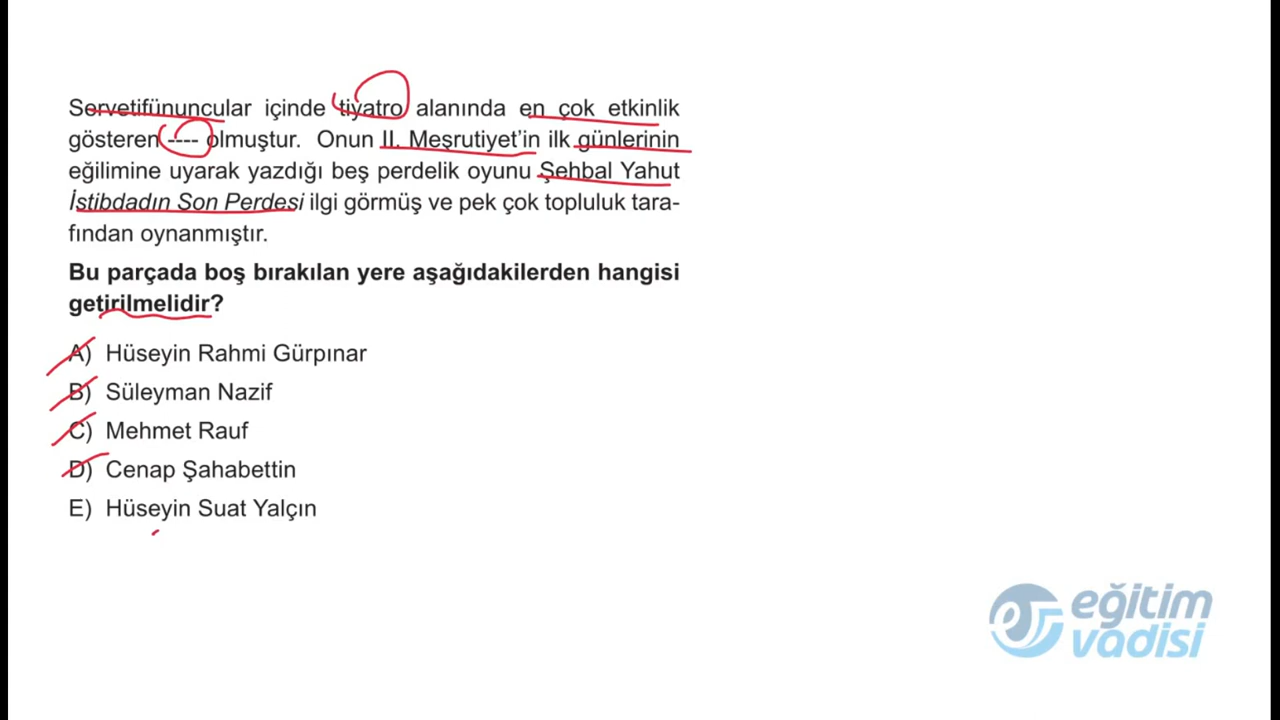 Servetifünuncular içinde tiyatro alanında en çok etkinlik
gösteren ---- olmuştur. Onun II. Meşrutiyet’in ilk günlerinin
eğilimine uyarak yazdığı beş perdelik oyunu Şehbal Yahut
İstibdadın Son Perdesi ilgi görmüş ve pek çok topluluk tara-
fından oynanmıştır.
Bu parçada boş bırakılan yere aşağıdakilerden hangisi
getirilmelidir?
A) Hüseyin Rahmi Gürpınar
B) Süleyman Nazif
C) Mehmet Rauf
D) Cenap Şahabettin
E) Hüseyin Suat Yalçın
eğitim
vadisi